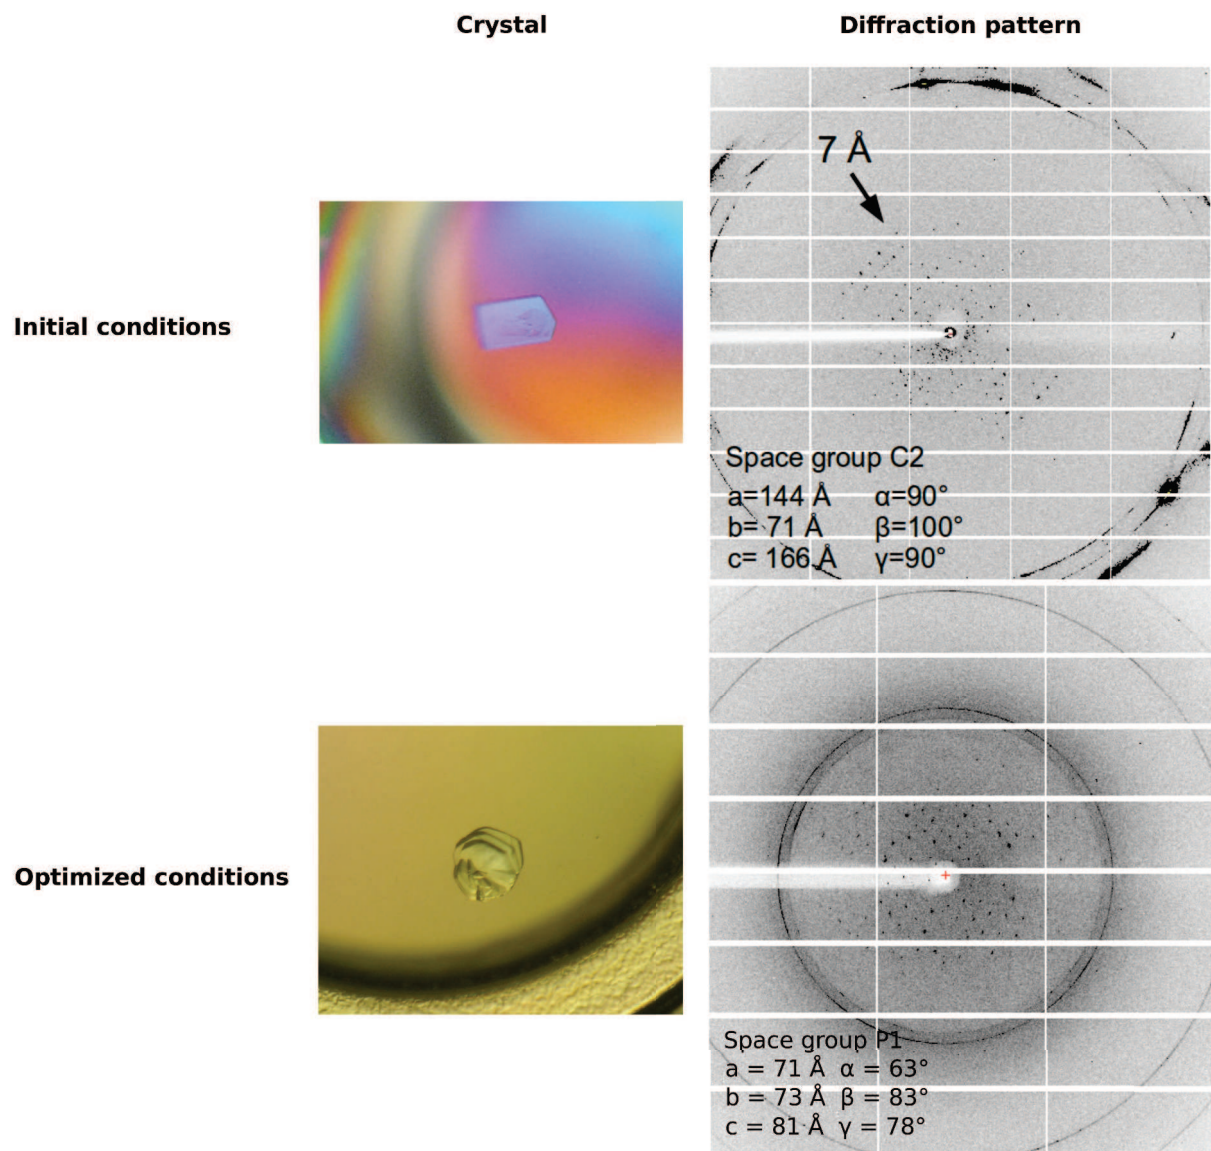 Crystal
Diffraction pattern
Initial conditions
7 Å
Space group C2
a=144 Å α=90°
b= 71 Å β=100°
c= 166 Å γ=90°
Optimized conditions
Space group P1
a = 71 Å α = 63°
b = 73 Å β = 83°
c = 81 Å γ = 78°